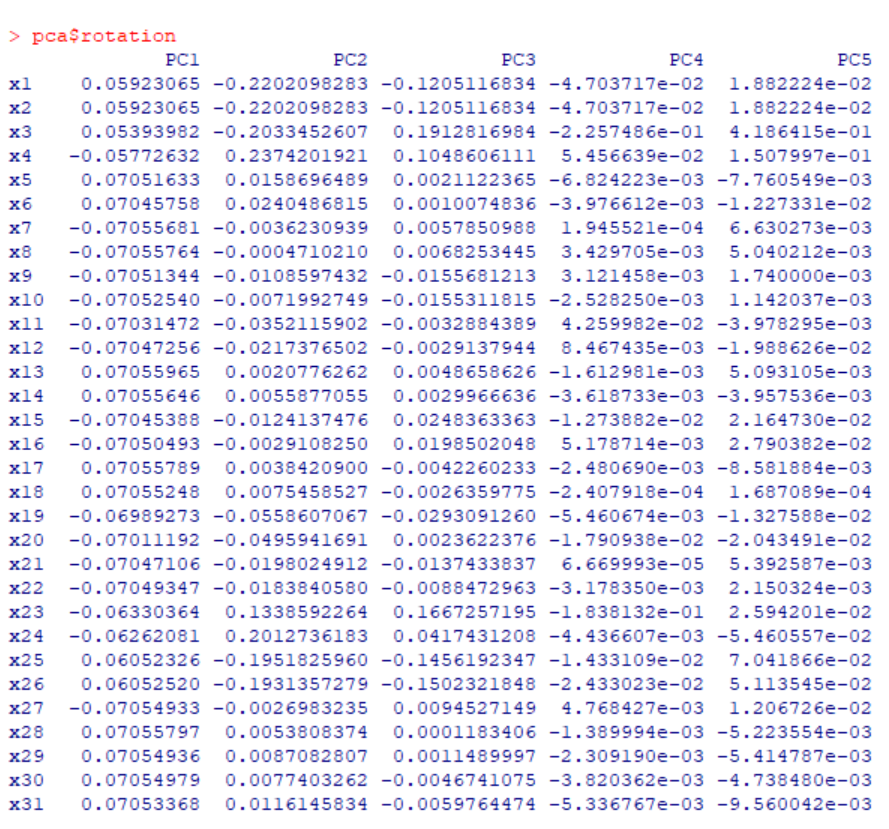 > pca$rotation
PC1 PC2 PC3 PC4 PC5
x1 0.05923065 -0.2202098283 -0.1205116834 -4.703717e-02 1.882224e-02
x2 0.05923065 -0.2202098283 -0.1205116834 -4.703717e-02 1.882224e-02
x3 0.05393982 -0.2033452607 0.1912816984 -2.257486e-01 4.186415e-01
x4 -0.05772632 0.2374201921 0.1048606111 5.456639e-02 1.507997e-01
x5 0.07051633 0.0158696489 0.0021122365 -6.824223e-03 -7.760549e-03
x6 0.07045758 0.0240486815 0.0010074836 -3.976612e-03 -1.227331e-02
x7 -0.07055681 -0.0036230939 0.0057850988 1.945521e-04 6.630273e-03
x8 -0.07055764 -0.0004710210 0.0068253445 3.429705e-03 5.040212e-03
x9 -0.07051344 -0.0108597432 -0.0155681213 3.121458e-03 1.740000e-03
x10 -0.07052540 -0.0071992749 -0.0155311815 -2.528250e-03 1.142037e-03
x11 -0.07031472 -0.0352115902 -0.0032884389 4.259982e-02 -3.978295e-03
x12 -0.07047256 -0.0217376502 -0.0029137944 8.467435e-03 -1.988626e-02
x13 0.07055965 0.0020776262 0.0048658626 -1.612981e-03 5.093105e-03
x14 0.07055646 0.0055877055 0.0029966636 -3.618733e-03 -3.957536e-03
x15 -0.07045388 -0.0124137476 0.0248363363 -1.273882e-02 2.164730e-02
x16 -0.07050493 -0.0029108250 0.0198502048 5.178714e-03 2.790382e-02
x17 0.07055789 0.0038420900 -0.0042260233 -2.480690e-03 -8.581884e-03
x18 0.07055248 0.0075458527 -0.0026359775 -2.407918e-04 1.687089e-04
x19 -0.06989273 -0.0558607067 -0.0293091260 -5.460674e-03 -1.327588e-02
x20 -0.07011192 -0.0495941691 0.0023622376 -1.790938e-02 -2.043491e-02
x21 -0.07047106 -0.0198024912 -0.0137433837 6.669993e-05 5.392587e-03
x22 -0.07049347 -0.0183840580 -0.0088472963 -3.178350e-03 2.150324e-03
x23 -0.06330364 0.1338592264 0.1667257195 -1.838132e-01 2.594201e-02
x24 -0.06262081 0.2012736183 0.0417431208 -4.436607e-03 -5.460557e-02
x25 0.06052326 -0.1951825960 -0.1456192347 -1.433109e-02 7.041866e-02
x26 0.06052520 -0.1931357279 -0.1502321848 -2.433023e-02 5.113545e-02
x27 -0.07054933 -0.0026983235 0.0094527149 4.768427e-03 1.206726e-02
x28 0.07055797 0.0053808374 0.0001183406 -1.389994e-03 -5.223554e-03
x29 0.07054936 0.0087082807 0.0011489997 -2.309190e-03 -5.414787e-03
x30 0.07054979 0.0077403262 -0.0046741075 -3.820362e-03 -4.738480e-03
x31 0.07053368 0.0116145834 -0.0059764474 -5.336767e-03 -9.560042e-03